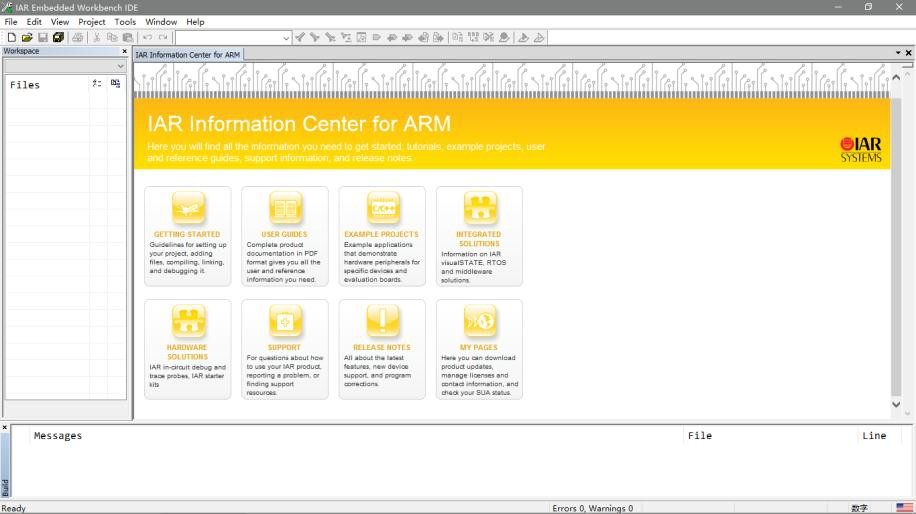 IAR Embedded Workbench IDE
File Edit View Project Tools Window Help
Workspace
IAR Information Center for ARM
Files
IAR Information Center for ARM
Here you will find all the information you need to get started: tutorials, example projects, user
and reference guides, support information, and release notes.
IAR
SYSTEMS
GETTING STARTED
Guidelines for setting up
your project, adding
files, compiling, linking,
and debugging it.
USER GUIDES
Complete product
documentation in PDF
format gives you all the
user and reference
information you need.
C/C++
EXAMPLE PROJECTS
Example applications
that demonstrate
hardware peripherals for
specific devices and
evaluation boards.
INTEGRATED
SOLUTIONS
Information on IAR
visualSTATE, RTOS
and middleware
solutions.
HARDWARE
SOLUTIONS
IAR in-circuit debug and
trace probes, IAR starter
kits
SUPPORT
For questions about how
to use your IAR product,
reporting a problem, or
finding support
resources.
RELEASE NOTES
All about the latest
features, new device
support, and program
corrections.
MY PAGES
Here you can download
product updates,
manage licenses and
contact information, and
check your SUA status.
Messages File Line
Build
Ready Errors 0, Warnings 0 数字